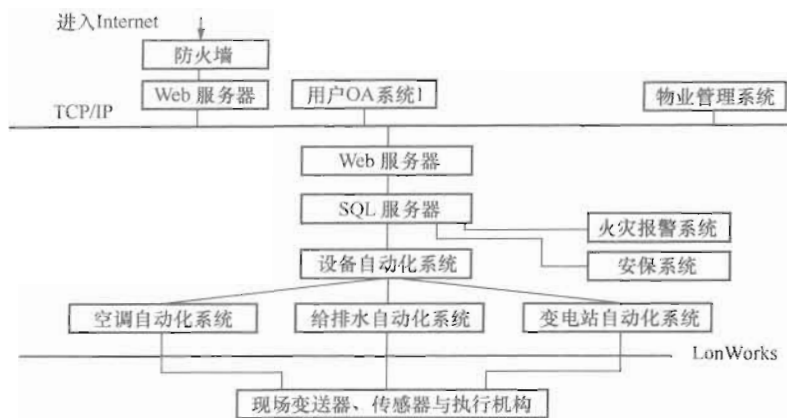 进入Internet
防火墙
Web 服务器
用户OA系统1
物业管理系统
TCP/IP
Web 服务器
SQL 服务器
火灾报警系统
安保系统
设备自动化系统
空调自动化系统
给排水自动化系统
变电站自动化系统
LonWorks
现场变送器、传感器与执行机构